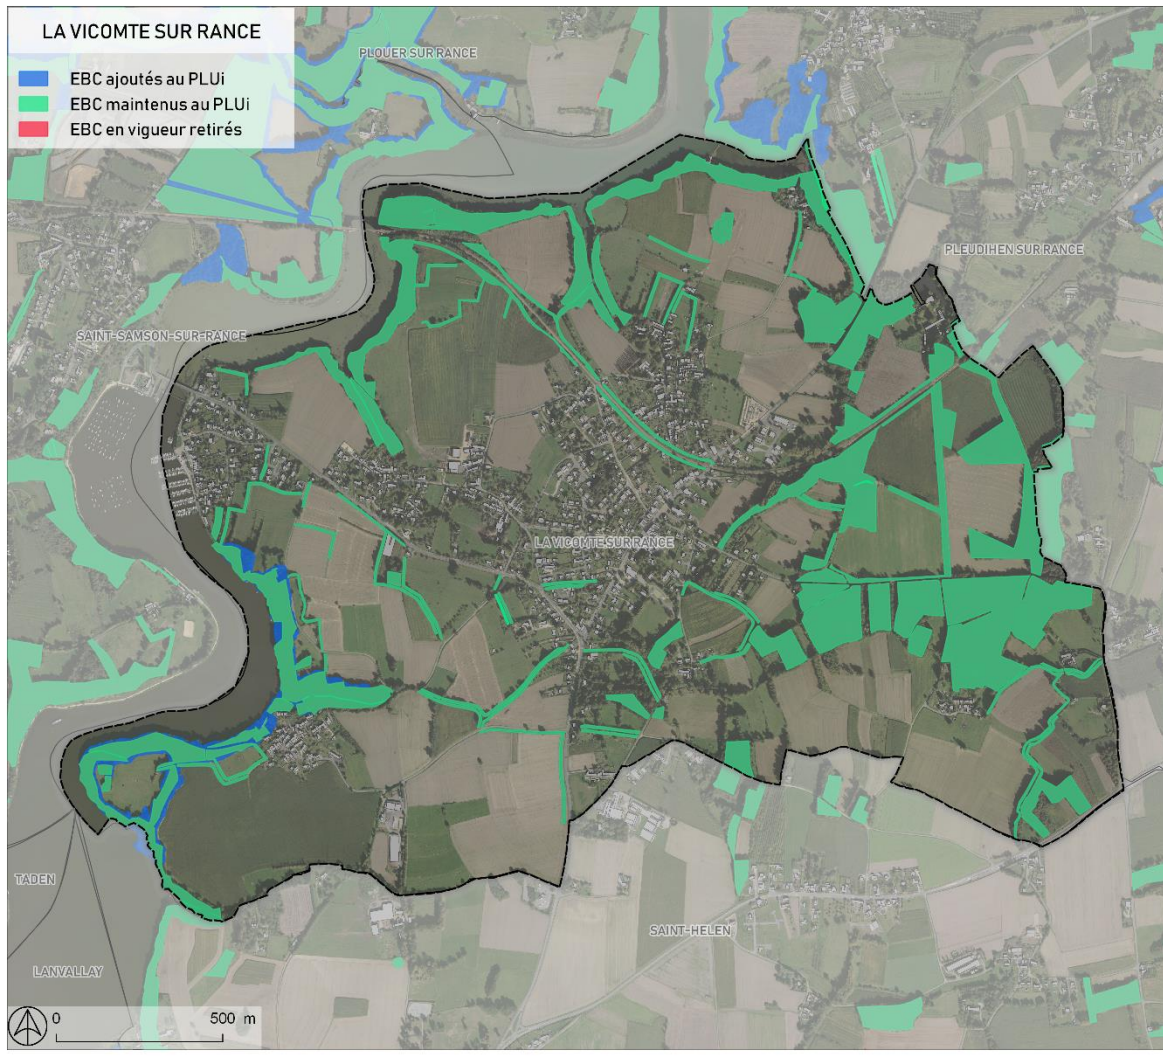 LA VICOMTE SUR RANCE
EBC ajoutés au PLUi
EBC maintenus au PLUi
EBC en vigueur retirés
PLOUER SUR RANCE
PLEUDIHEN SUR RANCE
SAINT-SAMSON-SUR-RANCE
LA VICOMTE SUR RANCE
TADEN
SAINT-HELEN
LANVALLAY
0 500 m